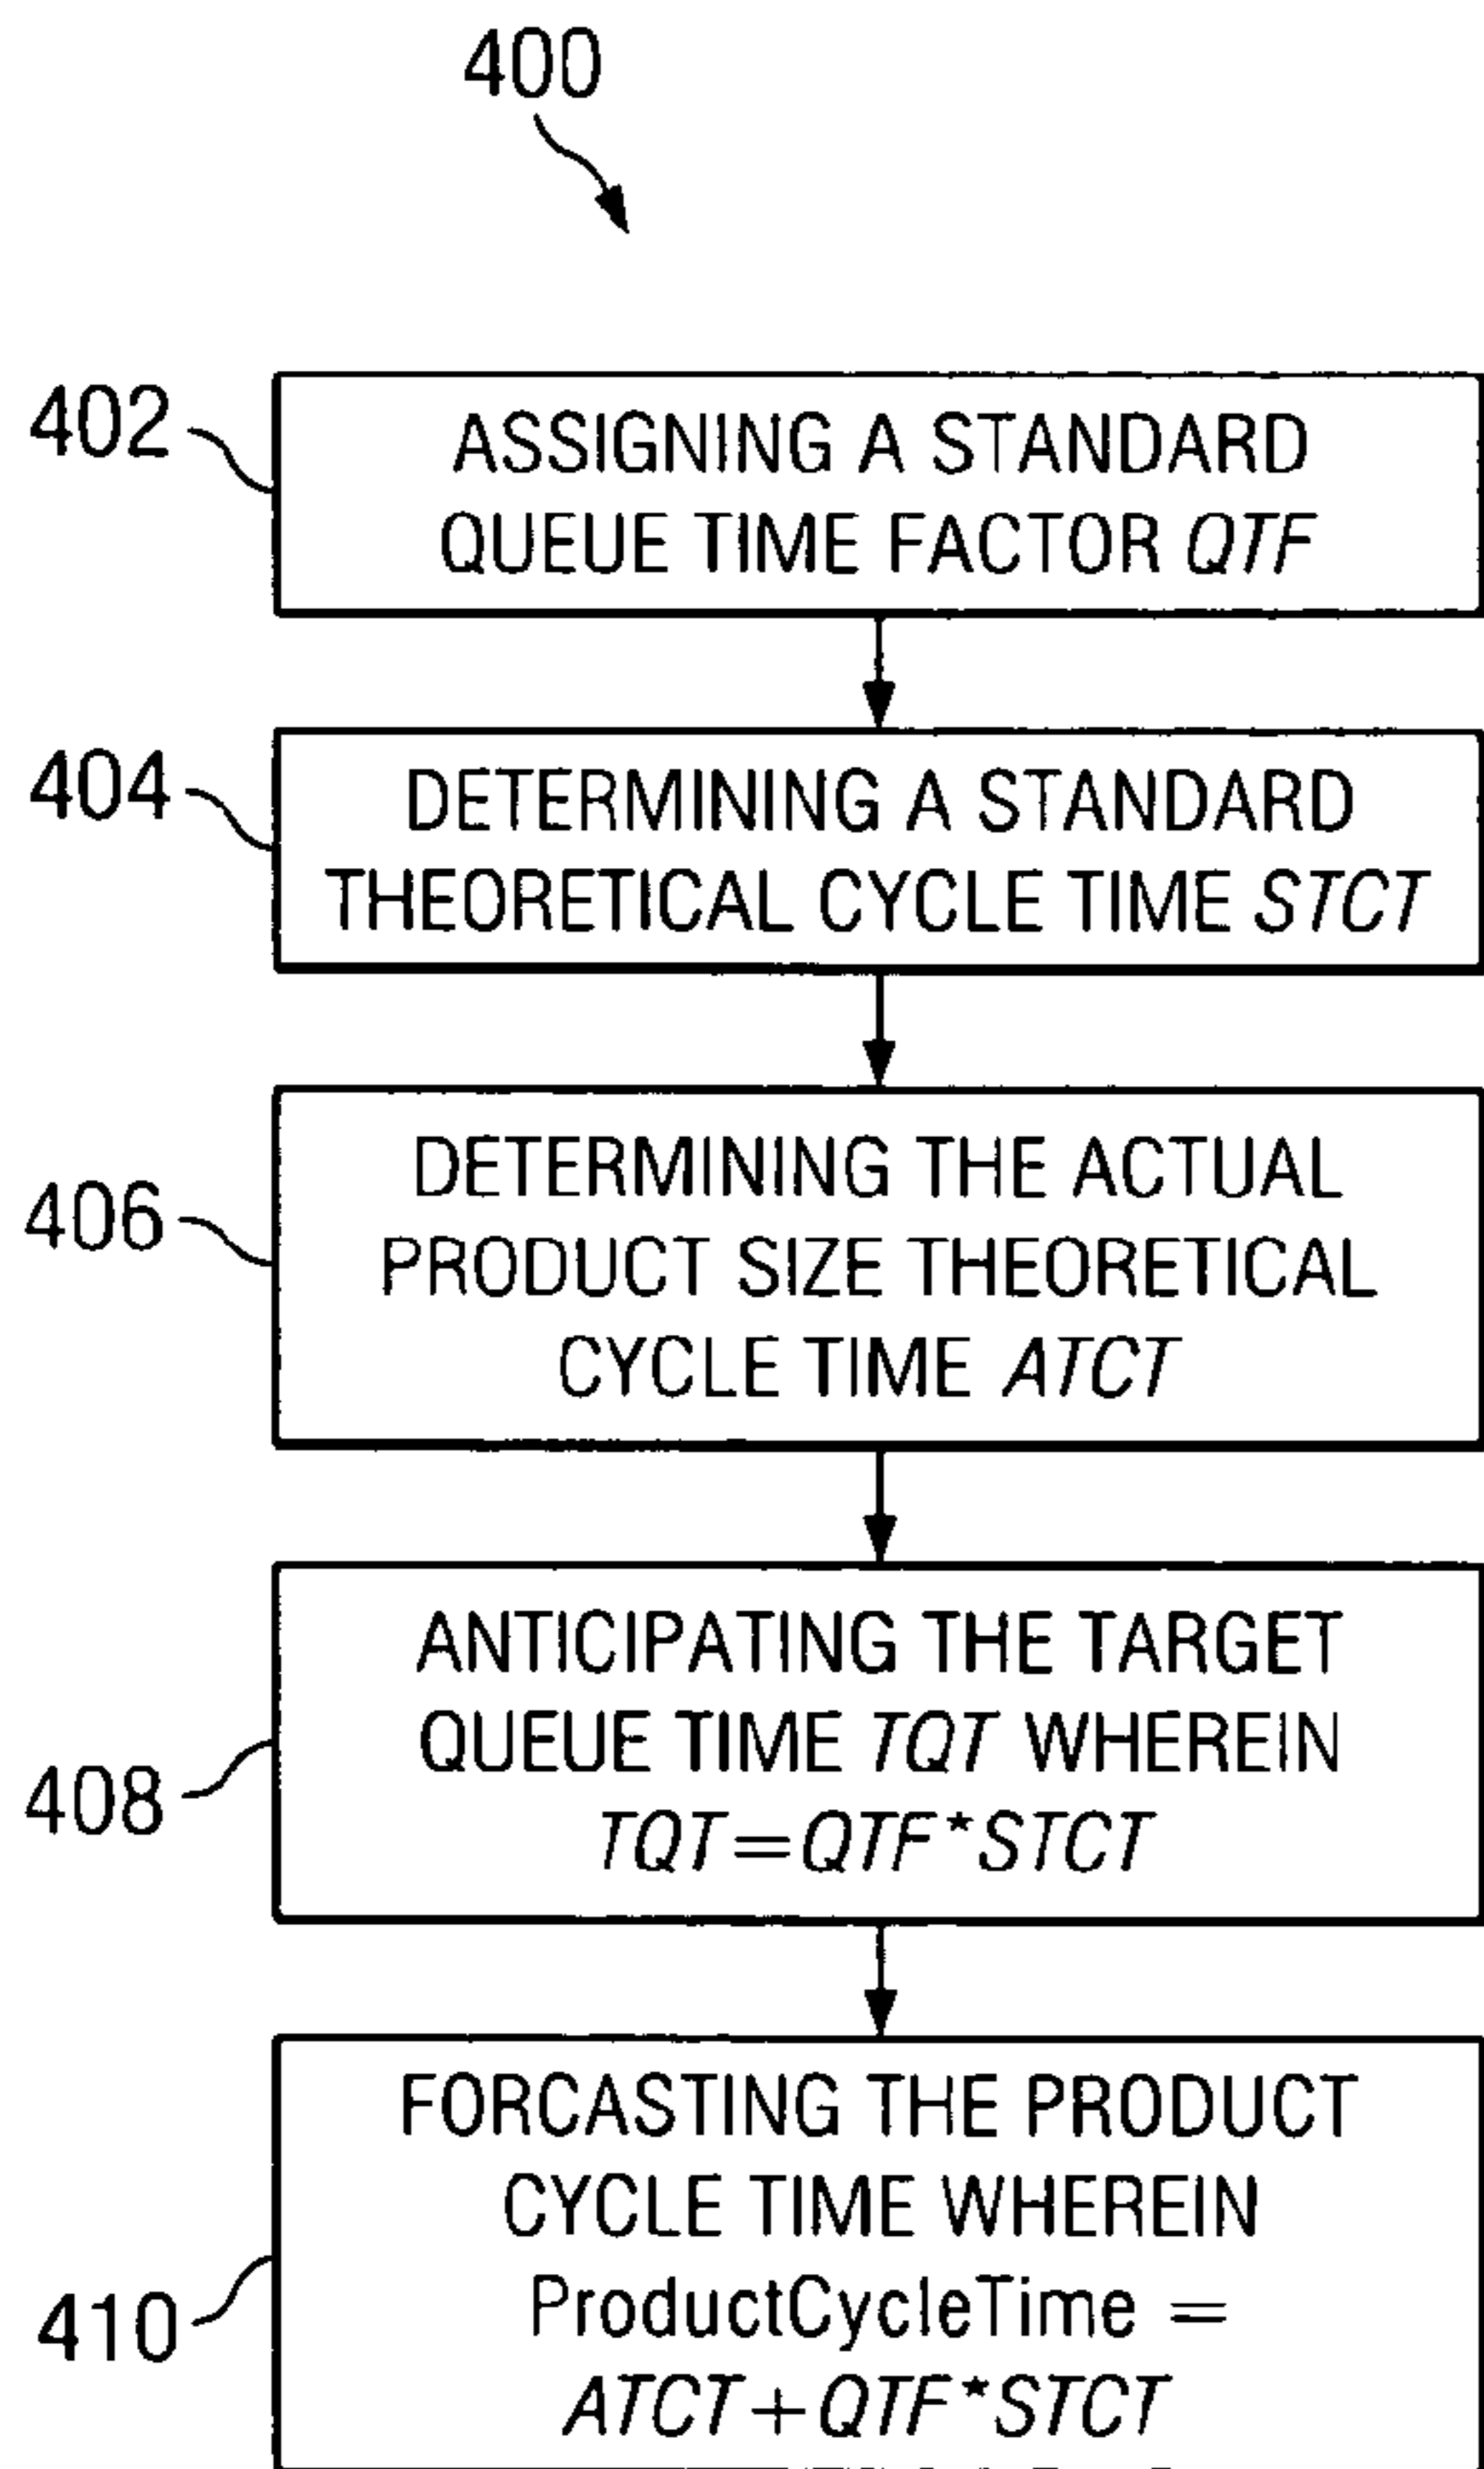 400
402
ASSIGNING A STANDARD
QUEUE TIME FACTOR QTF
404
DETERMINING A STANDARD
THEORETICAL CYCLE TIME STCT
406
DETERMINING THE ACTUAL
PRODUCT SIZE THEORETICAL
CYCLE TIME ATCT
408
ANTICIPATING THE TARGET
QUEUE TIME TQT WHEREIN
TQT=QTF*STCT
410
FORCASTING THE PRODUCT
CYCLE TIME WHEREIN
ProductCycleTime =
ATCT+QTF*STCT